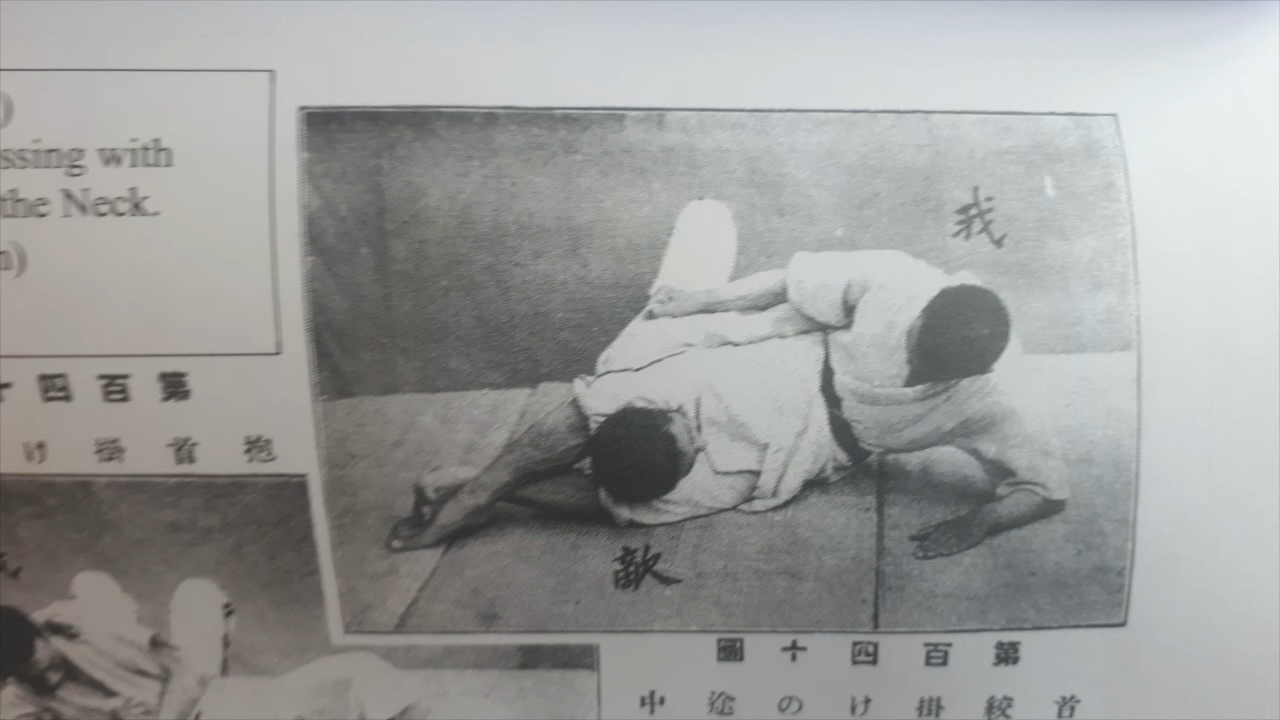 )
ssing with
the Neck.
n)
我
敵
第百四十
抱首掛け
第百四十圖
首絞掛けの途中